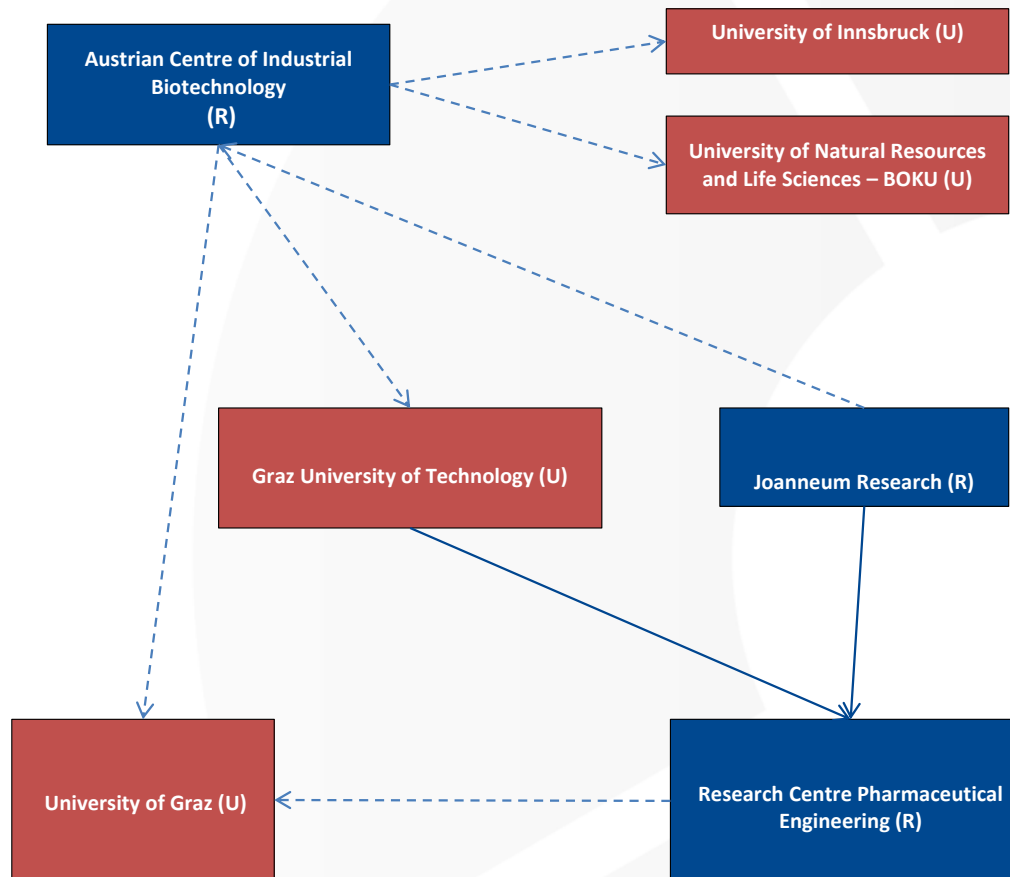 University of Innsbruck (U)
Austrian Centre of Industrial
Biotechnology
(R)
University of Natural Resources
and Life Sciences – BOKU (U)
Graz University of Technology (U)
Joanneum Research (R)
University of Graz (U)
Research Centre Pharmaceutical
Engineering (R)